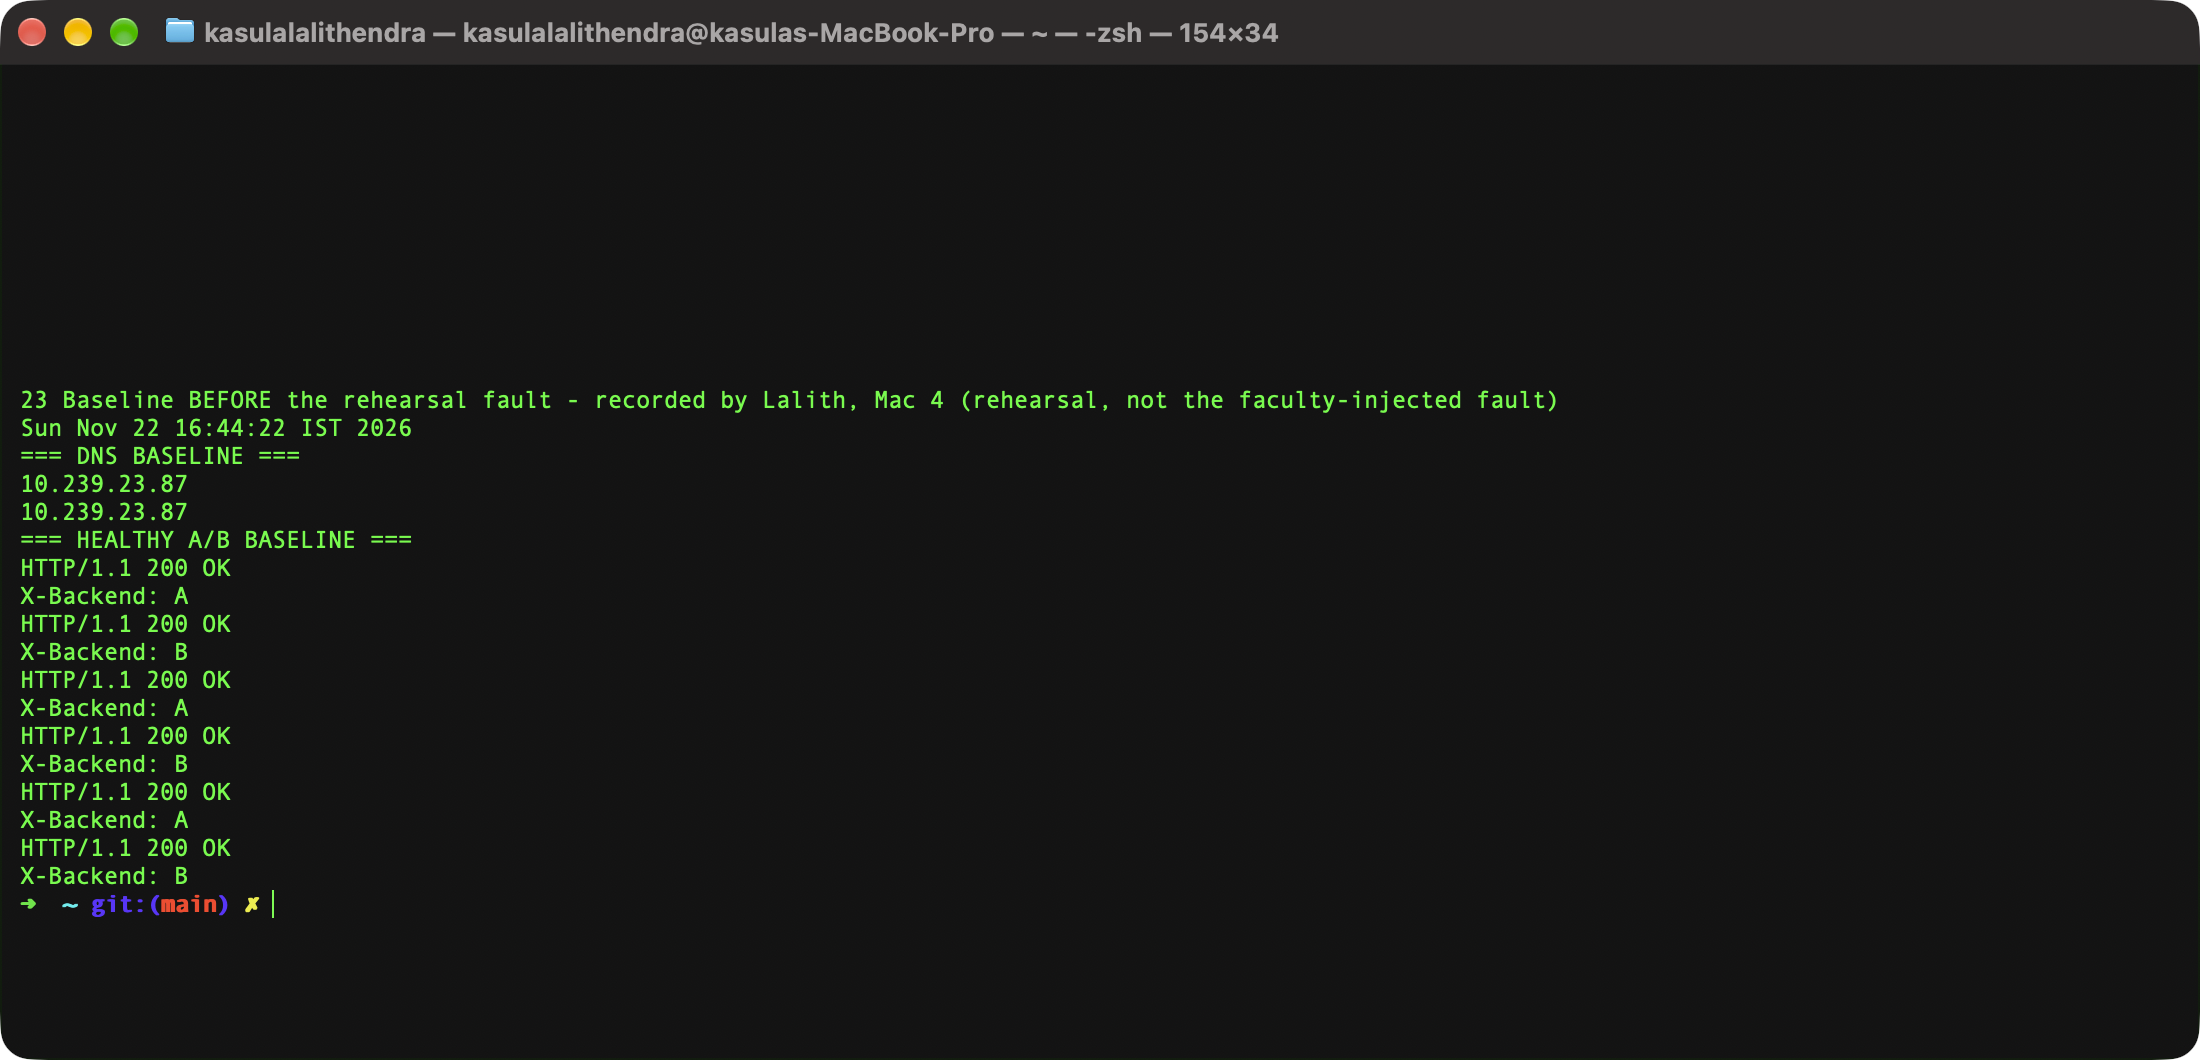 kasulalalithendra — kasulalalithendra@kasulas-MacBook-Pro — ~ — -zsh — 154×34
23 Baseline BEFORE the rehearsal fault - recorded by Lalith, Mac 4 (rehearsal, not the faculty-injected fault)
Sun Nov 22 16:44:22 IST 2026
=== DNS BASELINE ===
10.239.23.87
10.239.23.87
=== HEALTHY A/B BASELINE ===
HTTP/1.1 200 OK
X-Backend: A
HTTP/1.1 200 OK
X-Backend: B
HTTP/1.1 200 OK
X-Backend: A
HTTP/1.1 200 OK
X-Backend: B
HTTP/1.1 200 OK
X-Backend: A
HTTP/1.1 200 OK
X-Backend: B
➜ ~ git:(main) ✗